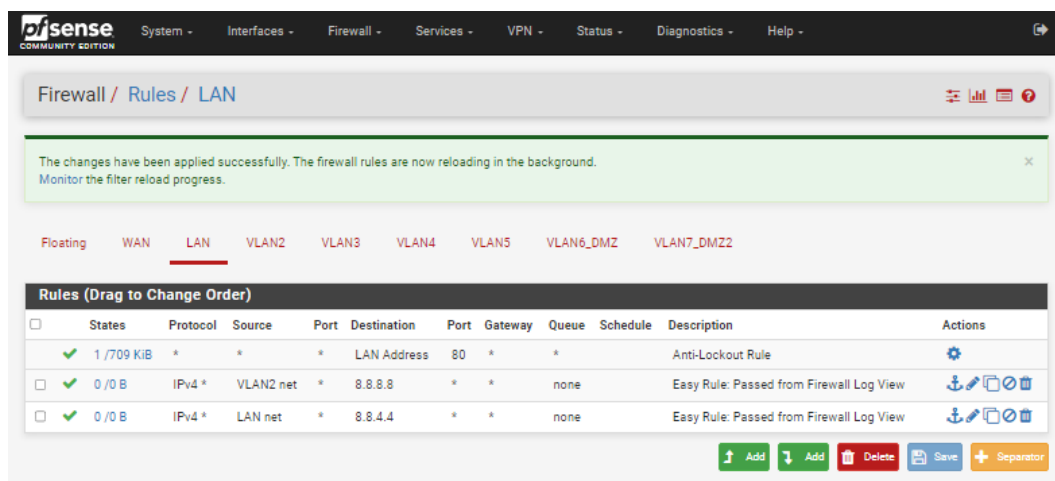 pfsense System Interfaces Firewall Services VPN Status Diagnostics Help
COMMUNITY EDITION
Firewall / Rules / LAN
The changes have been applied successfully. The firewall rules are now reloading in the background. ×
Monitor the filter reload progress.
Floating WAN LAN VLAN2 VLAN3 VLAN4 VLAN5 VLAN6_DMZ VLAN7_DMZ2
Rules (Drag to Change Order)
States Protocol Source Port Destination Port Gateway Queue Schedule Description Actions
1 /709 KiB * * * LAN Address 80 * * Anti-Lockout Rule
0 /0 B IPv4 * VLAN2 net * 8.8.8.8 * * none Easy Rule: Passed from Firewall Log View
0 /0 B IPv4 * LAN net * 8.8.4.4 * * none Easy Rule: Passed from Firewall Log View
Add Add Delete Save Separator